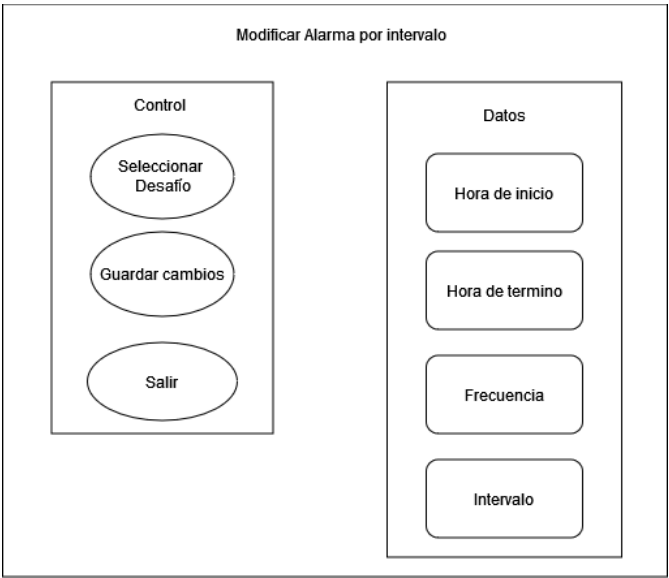 Modificar Alarma por intervalo
Control
Seleccionar
Desafío
Guardar cambios
Salir
Datos
Hora de inicio
Hora de termino
Frecuencia
Intervalo